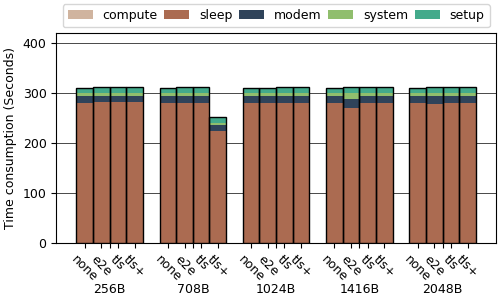 compute sleep modem system setup
Time consumption (Seconds)
400
300
200
100
0
none e2e tls tls+ none e2e tls tls+ none e2e tls tls+ none e2e tls tls+ none e2e tls tls+
256B 708B 1024B 1416B 2048B